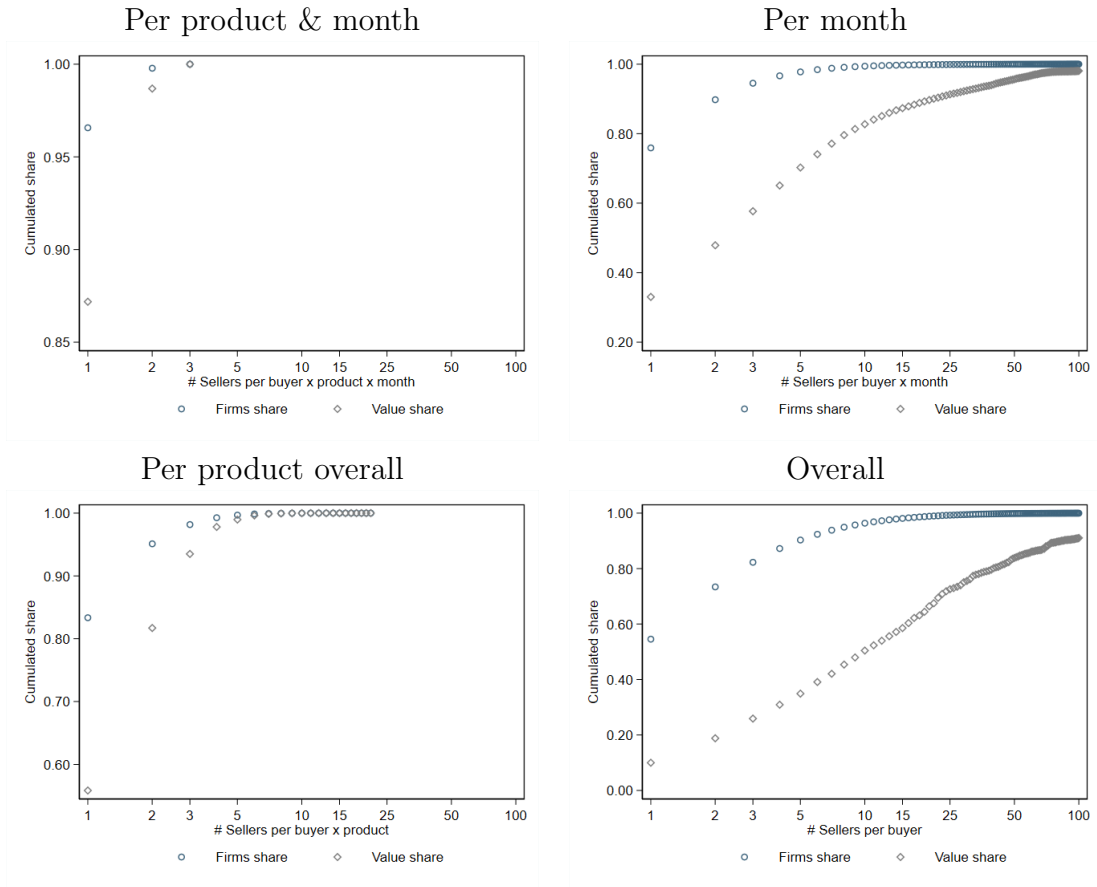 Per product & month
1.00
0.95
0.90
0.85
Cumulated share
1 2 3 5 10 15 25 50 100
# Sellers per buyer x product x month
Firms share Value share
Per month
1.00
0.80
0.60
0.40
0.20
Cumulated share
1 2 3 5 10 15 25 50 100
# Sellers per buyer x month
Firms share Value share
Per product overall
1.00
0.90
0.80
0.70
0.60
Cumulated share
1 2 3 5 10 15 25 50 100
# Sellers per buyer x product
Firms share Value share
Overall
1.00
0.80
0.60
0.40
0.20
0.00
Cumulated share
1 2 3 5 10 15 25 50 100
# Sellers per buyer
Firms share Value share